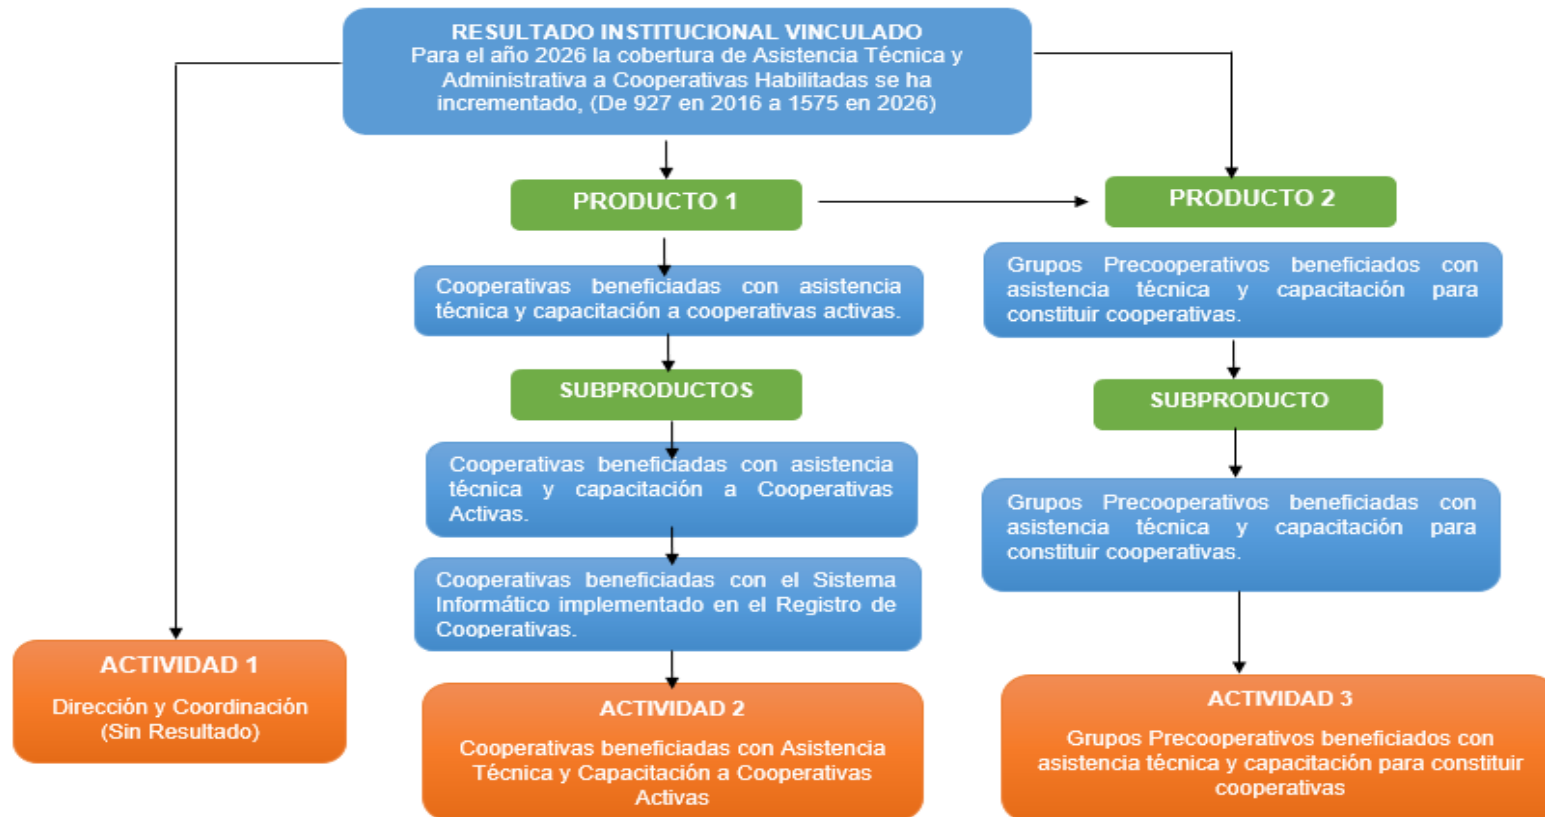 RESULTADO INSTITUCIONAL VINCULADO
Para el año 2026 la cobertura de Asistencia Técnica y
Administrativa a Cooperativas Habilitadas se ha
incrementado, (De 927 en 2016 a 1575 en 2026)
PRODUCTO 1
Cooperativas beneficiadas con asistencia
técnica y capacitación a cooperativas activas.
SUBPRODUCTOS
Cooperativas beneficiadas con asistencia
técnica y capacitación a Cooperativas
Activas.
Cooperativas beneficiadas con el Sistema
Informático implementado en el Registro de
Cooperativas.
PRODUCTO 2
Grupos Precooperativos beneficiados con
asistencia técnica y capacitación para
constituir cooperativas.
SUBPRODUCTO
Grupos Precooperativos beneficiadas con
asistencia técnica y capacitación para
constituir cooperativas.
ACTIVIDAD 1
Dirección y Coordinación
(Sin Resultado)
ACTIVIDAD 2
Cooperativas beneficiadas con Asistencia
Técnica y Capacitación a Cooperativas
Activas
ACTIVIDAD 3
Grupos Precooperativos beneficiados con
asistencia técnica y capacitación para constituir
cooperativas